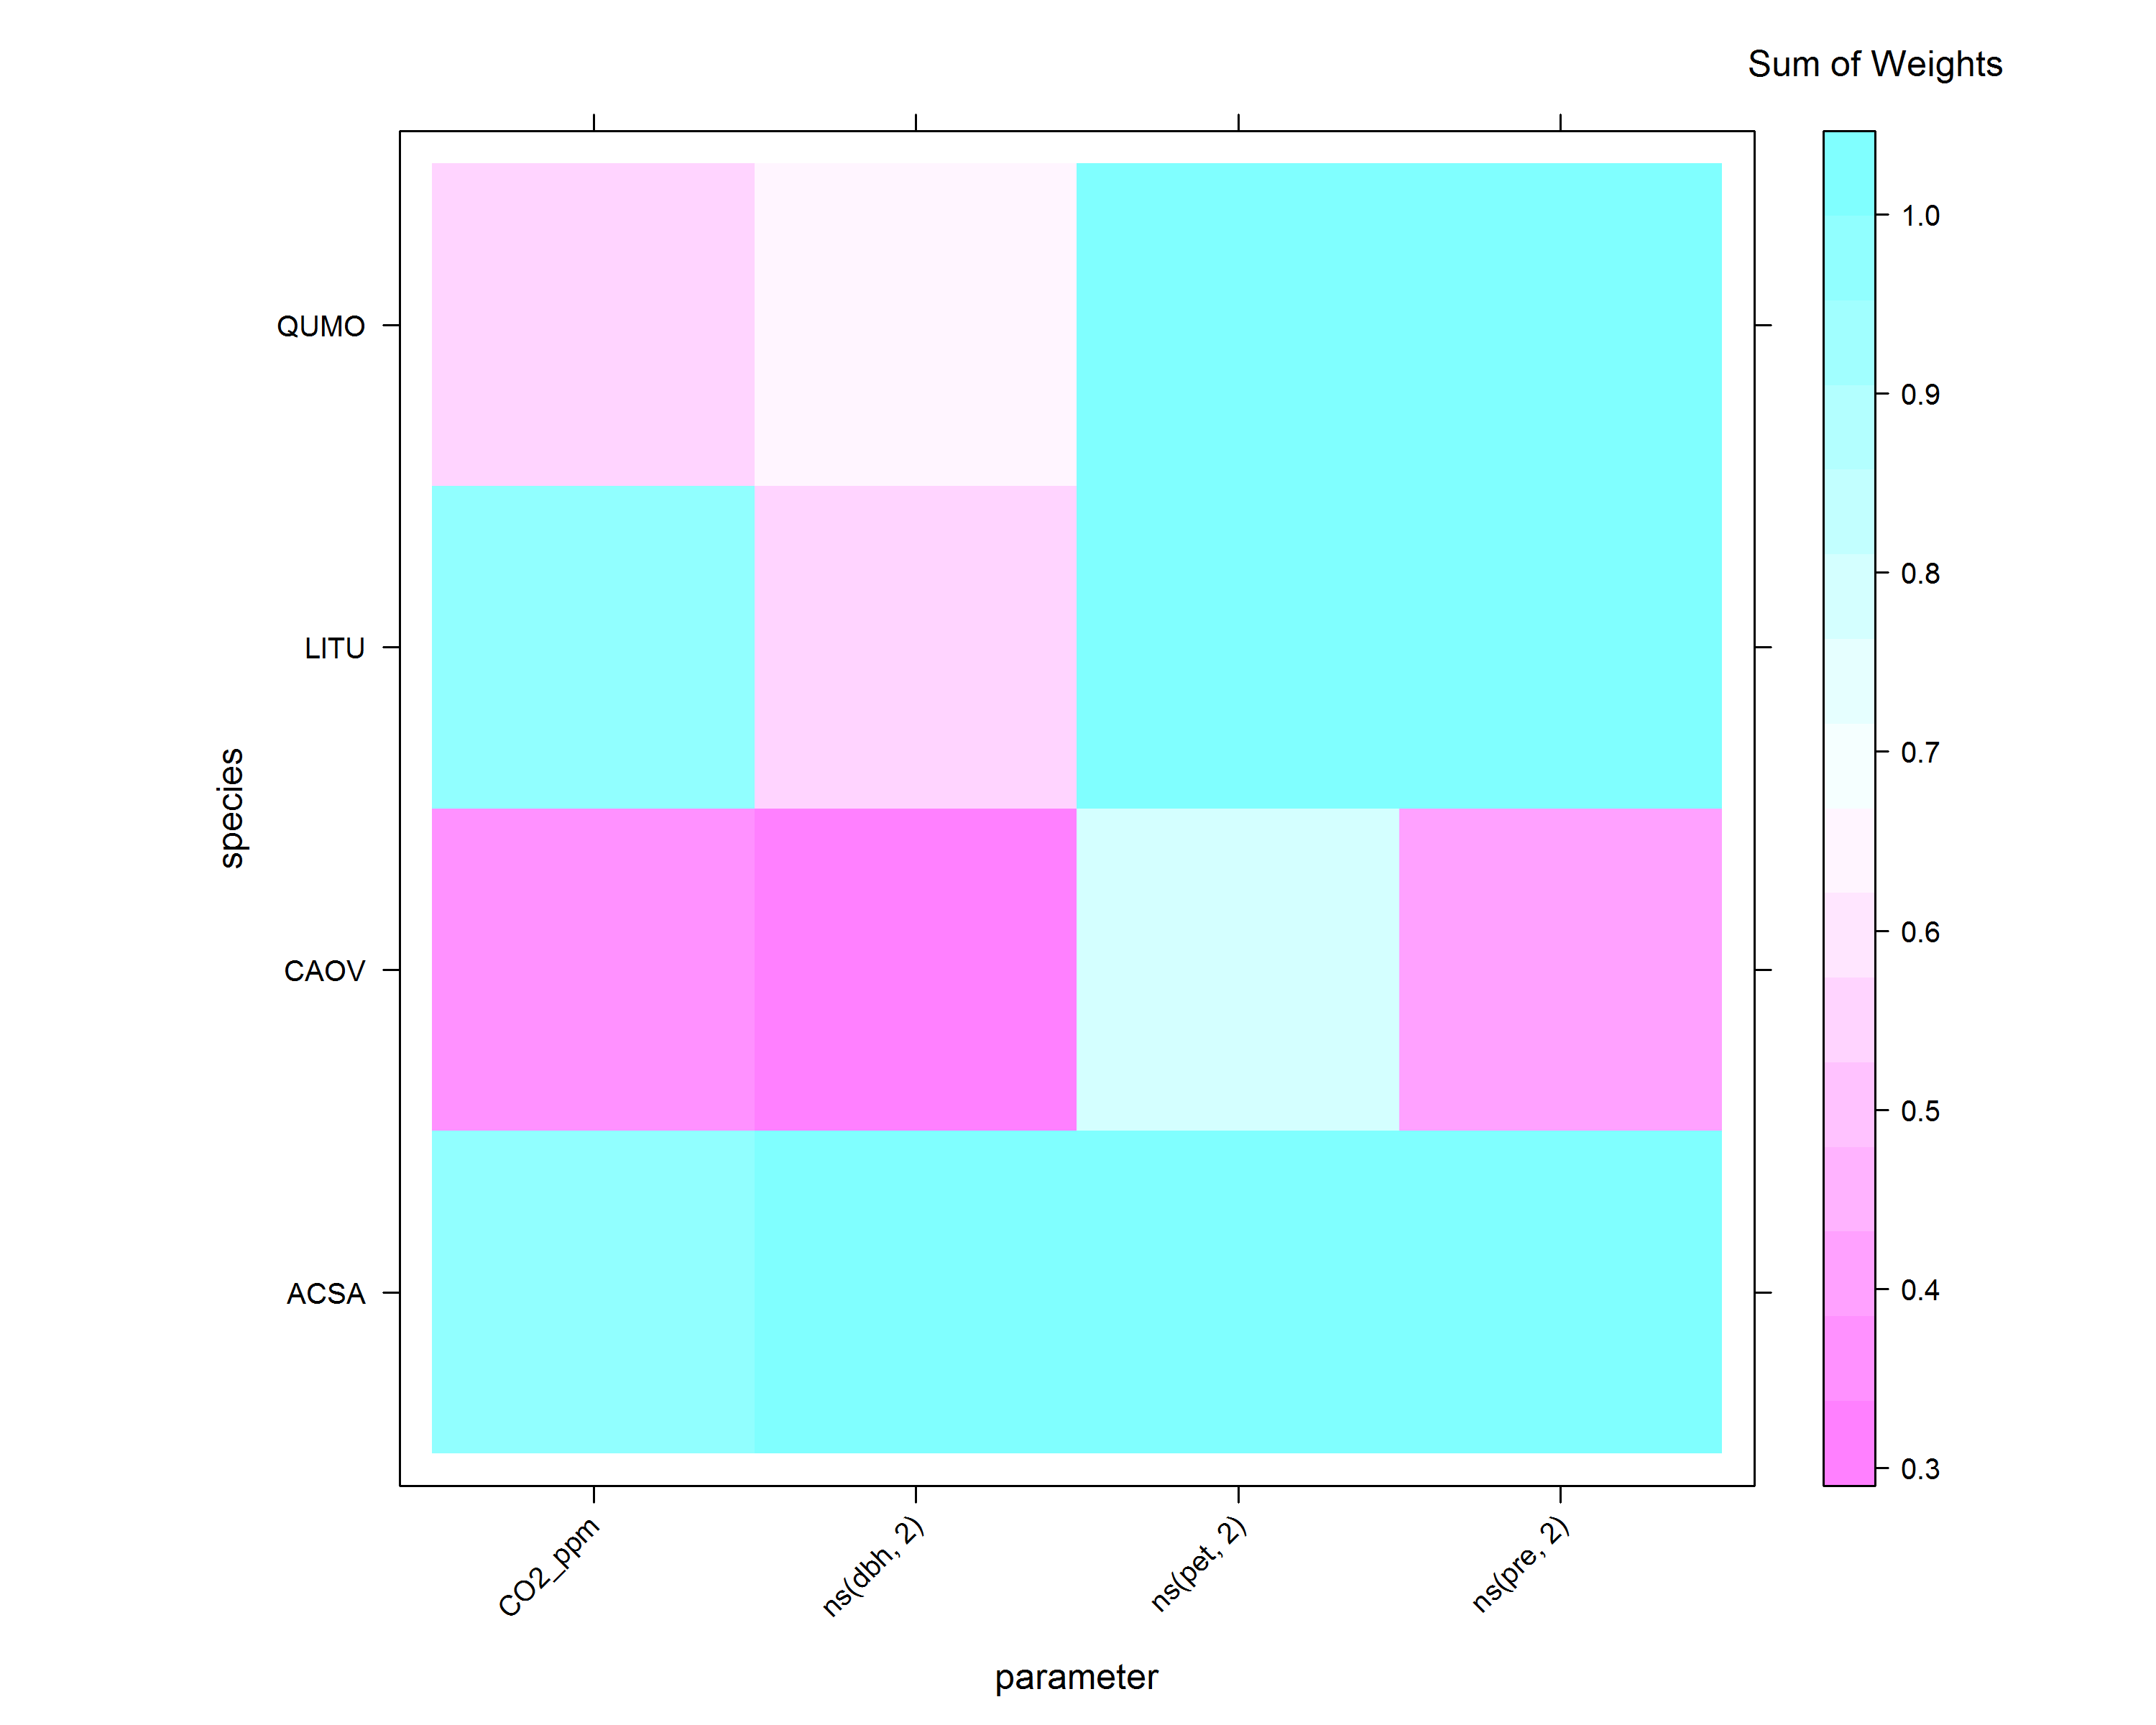 Sum of Weights
1.0
0.9
0.8
0.7
0.6
0.5
0.4
0.3
species
QUMO
LITU
CAOV
ACSA
CO2_ppm
ns(dbh, 2)
ns(pet, 2)
ns(pre, 2)
parameter